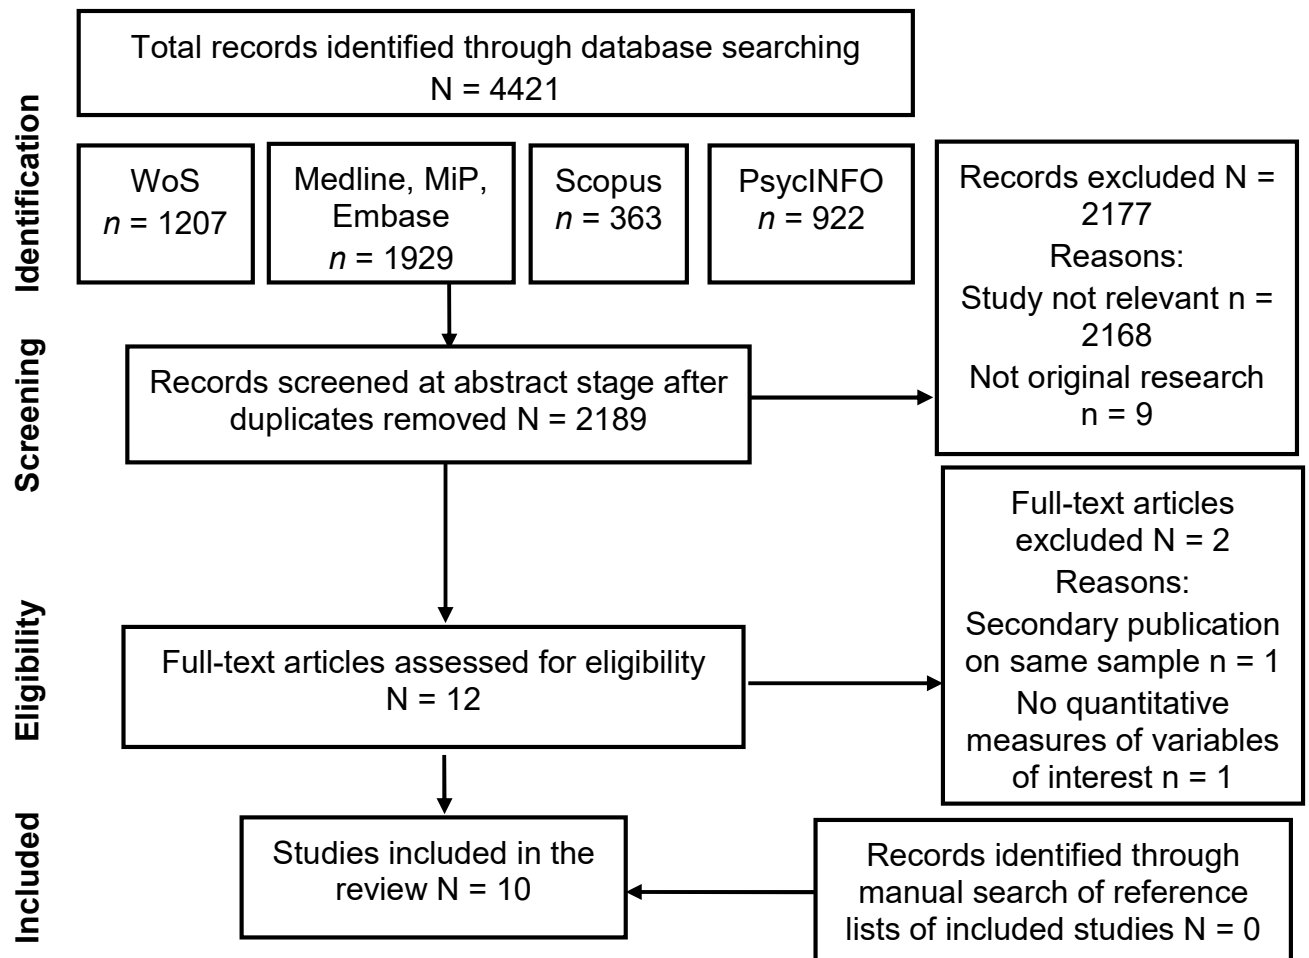 Total records identified through database searching
N = 4421
Identification
WoS
n = 1207
Medline, MiP,
Embase
n = 1929
Scopus
n = 363
PsycINFO
n = 922
Records excluded N =
2177
Reasons:
Study not relevant n =
2168
Not original research
n = 9
Screening
Records screened at abstract stage after
duplicates removed N = 2189
Full-text articles
excluded N = 2
Reasons:
Secondary publication
on same sample n = 1
No quantitative
measures of variables
of interest n = 1
Eligibility
Full-text articles assessed for eligibility
N = 12
Included
Studies included in the
review N = 10
Records identified through
manual search of reference
lists of included studies N = 0